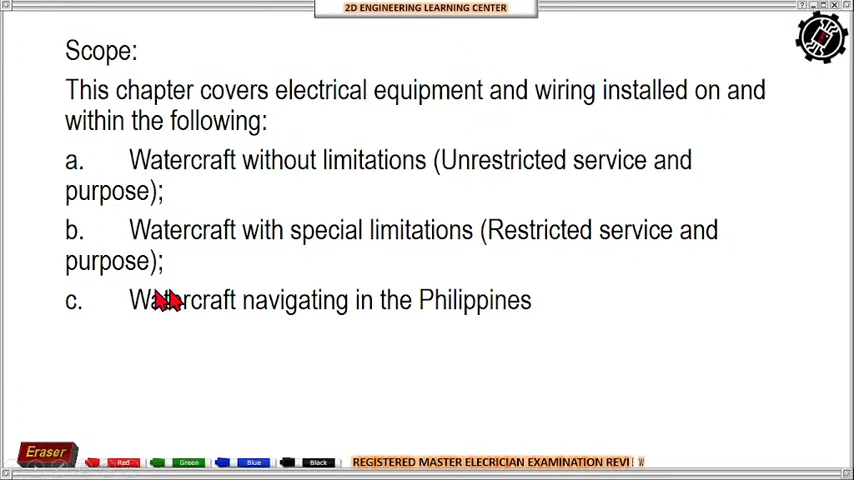 2D ENGINEERING LEARNING CENTER
Scope:
This chapter covers electrical equipment and wiring installed on and
within the following:
a. Watercraft without limitations (Unrestricted service and
purpose);
b. Watercraft with special limitations (Restricted service and
purpose);
c. Watercraft navigating in the Philippines
Eraser Red Green Blue Black REGISTERED MASTER ELECRICIAN EXAMINATION REVI W